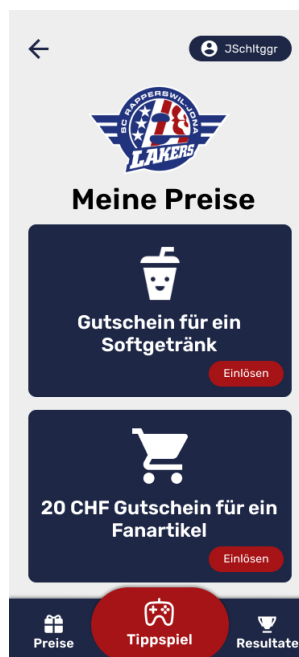 JSchltggr
SC RAPPERSWIL-JONA
LAKERS
Meine Preise
Gutschein für ein
Softgetränk
Einlösen
20 CHF Gutschein für ein
Fanartikel
Einlösen
Preise
Tippspiel
Resultate